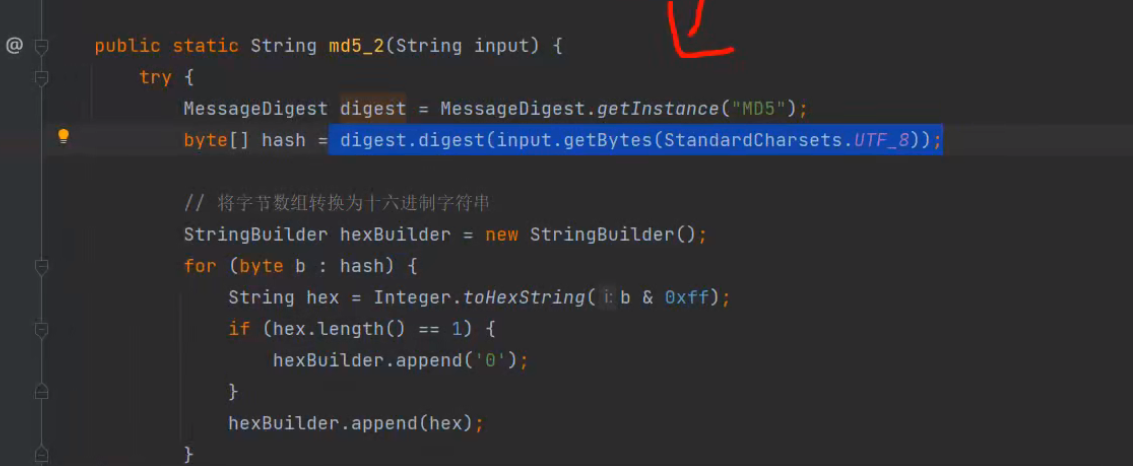 @
public static String md5_2(String input) {
try {
MessageDigest digest = MessageDigest.getInstance("MD5");
byte[] hash = digest.digest(input.getBytes(StandardCharsets.UTF_8));
// 将字节数组转换为十六进制字符串
StringBuilder hexBuilder = new StringBuilder();
for (byte b : hash) {
String hex = Integer.toHexString( i: b & 0xff);
if (hex.length() == 1) {
hexBuilder.append('0');
}
hexBuilder.append(hex);
}